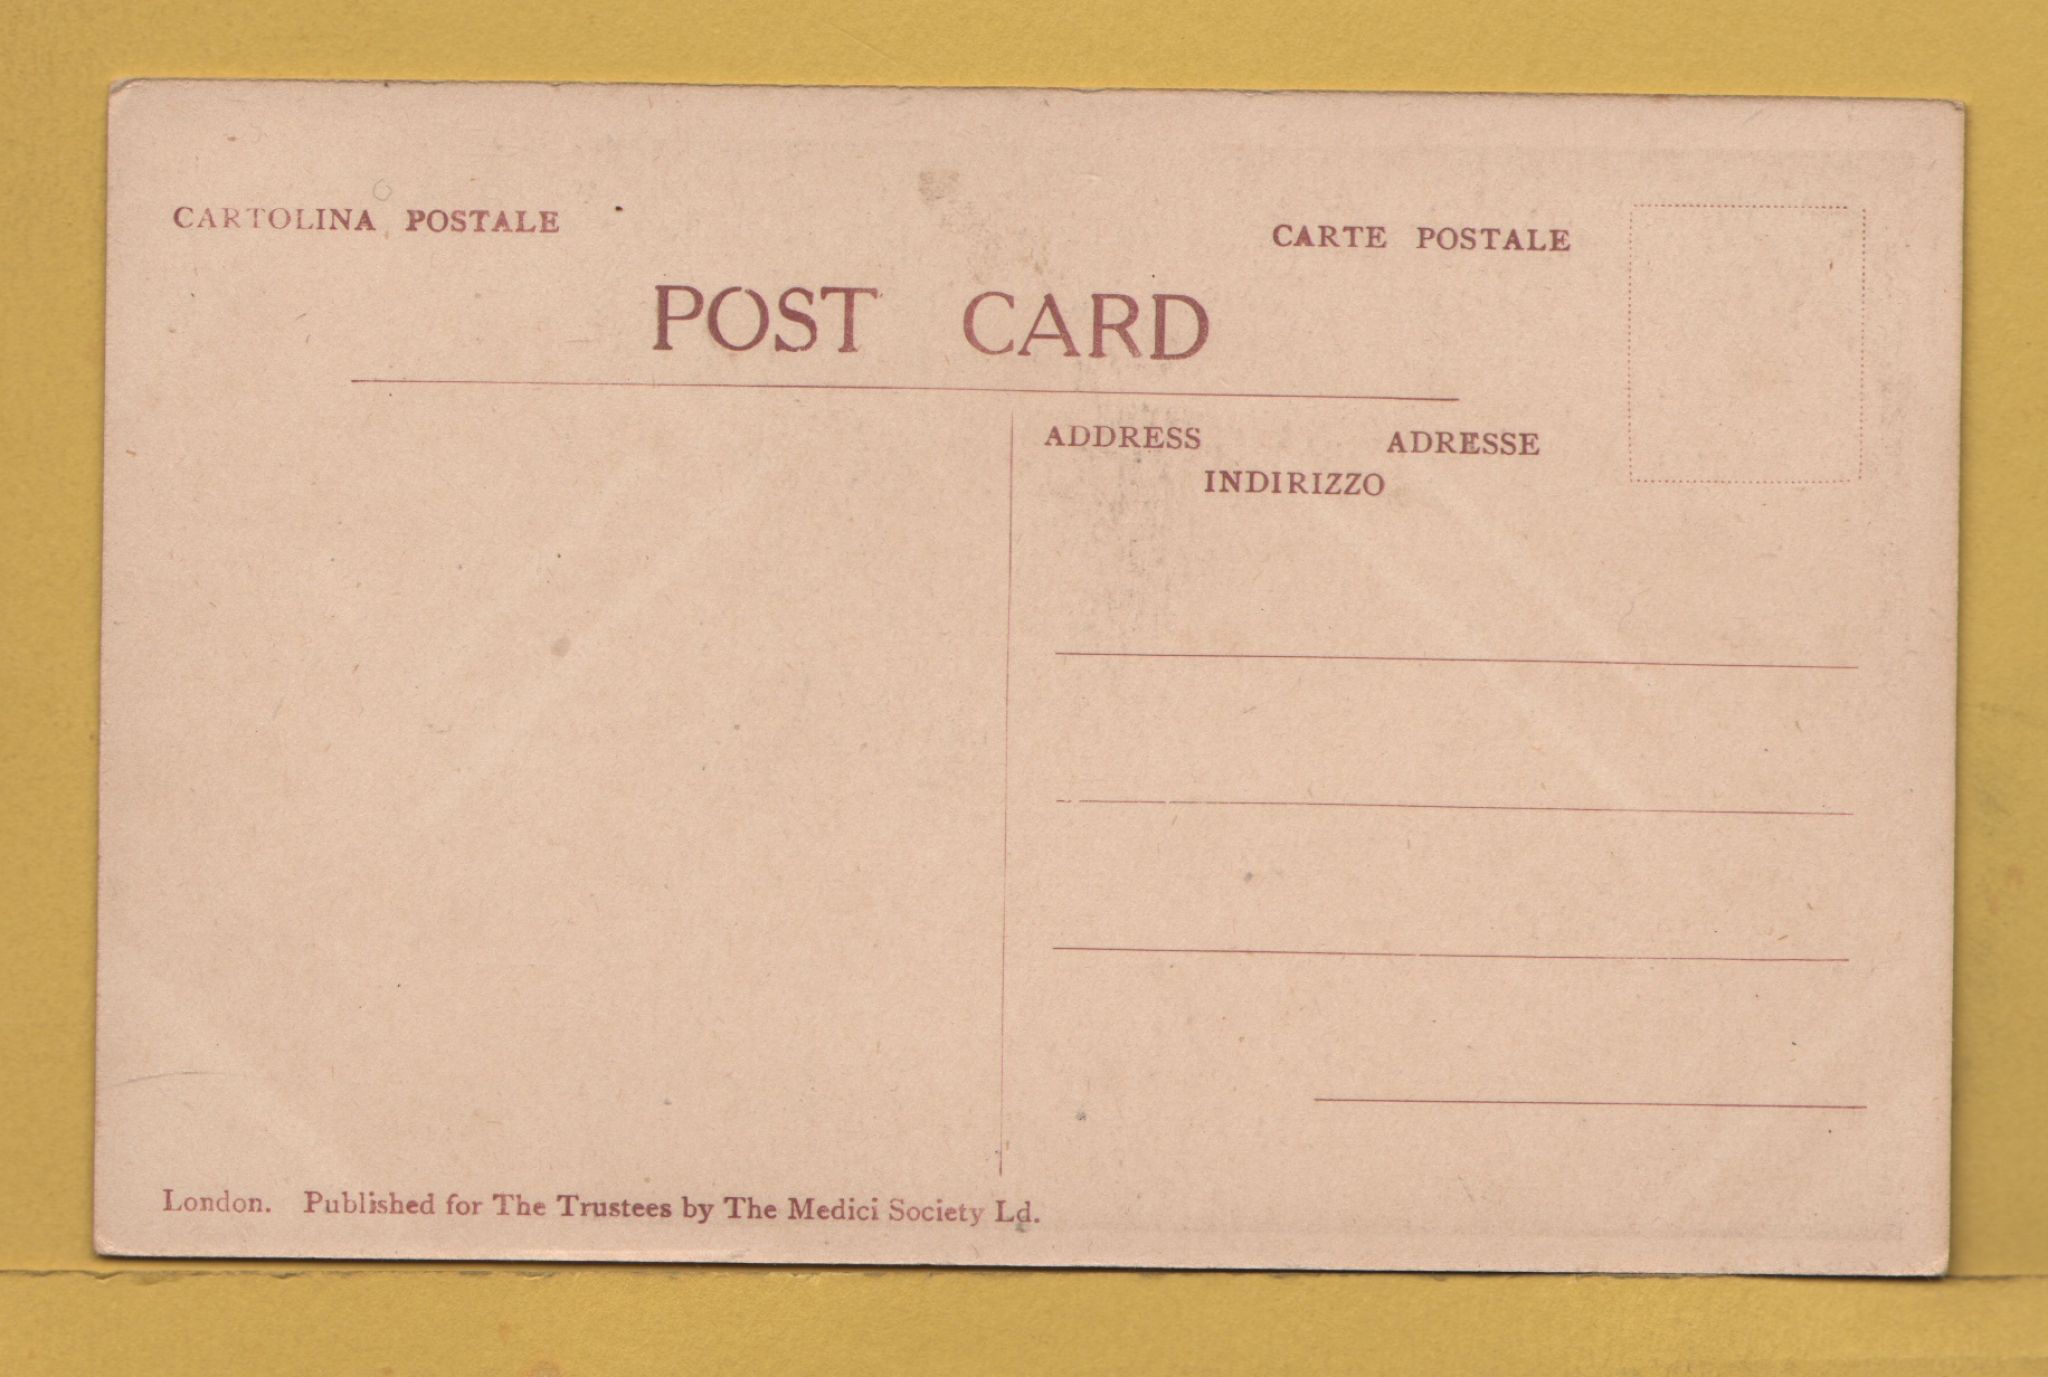 CARTOLINA POSTALE
CARTE POSTALE
POST CARD
ADDRESS
ADRESSE
INDIRIZZO
London. Published for The Trustees by The Medici Society Ld.